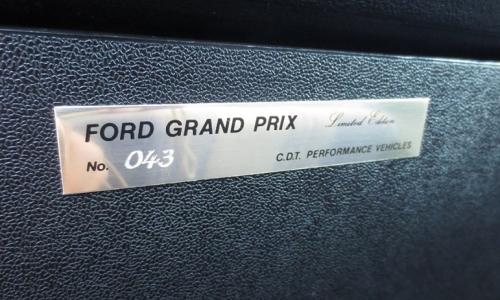 FORD GRAND PRIX Limited Edition
No. 043 C.D.T. PERFORMANCE VEHICLES